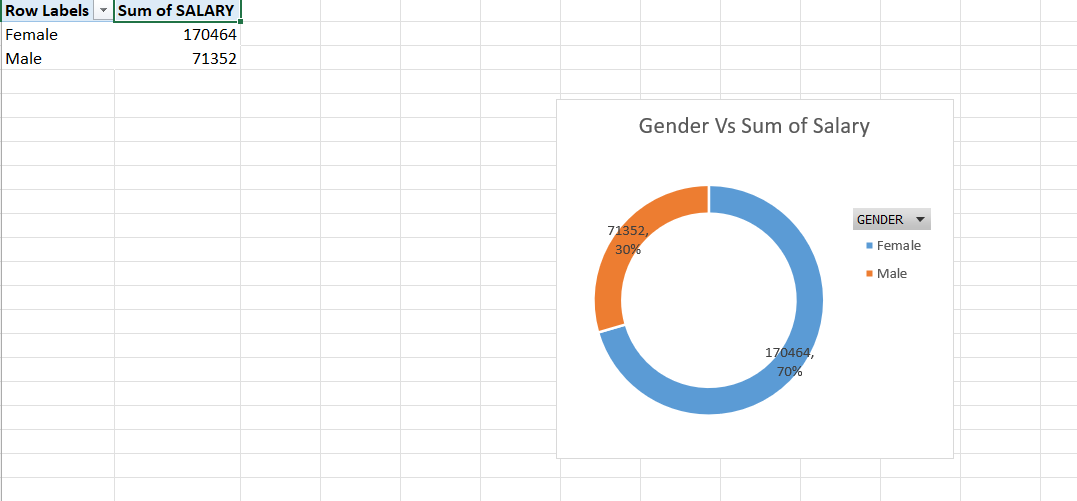 Row Labels Sum of SALARY
Female 170464
Male 71352
Gender Vs Sum of Salary
GENDER
Female
Male
71352,
30%
170464,
70%